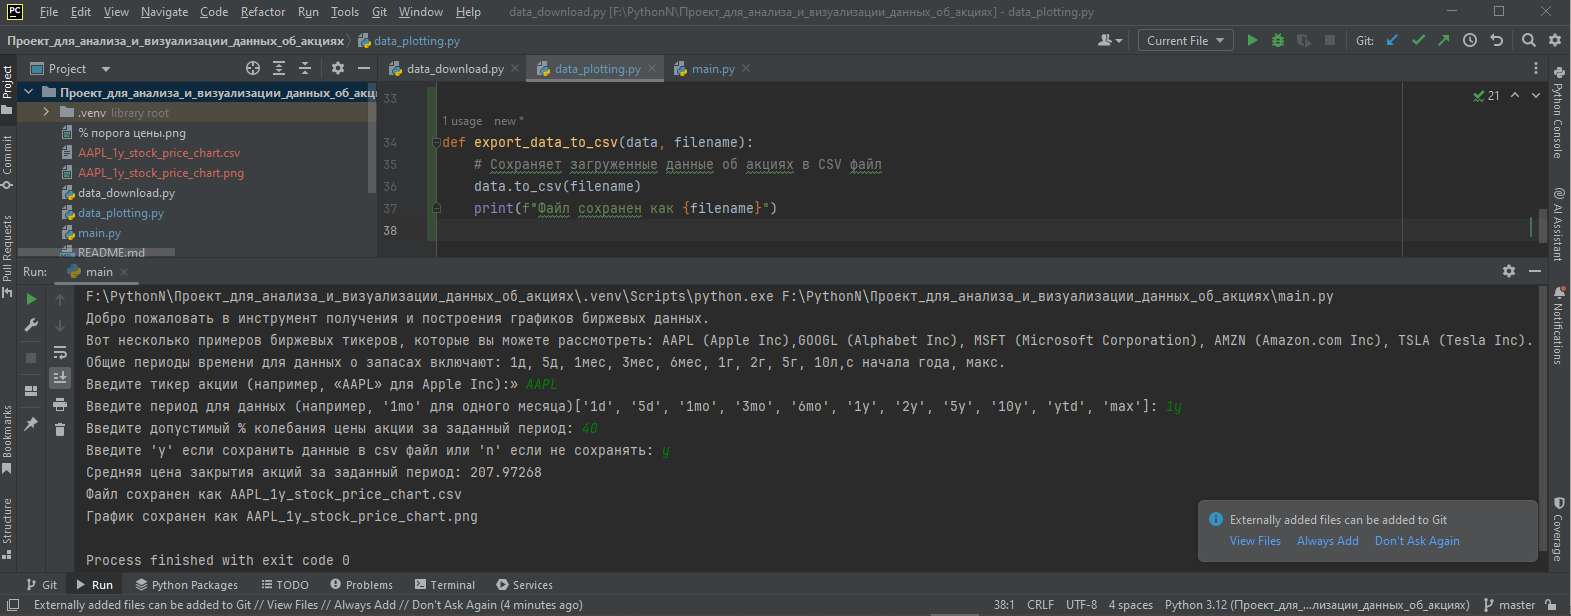 PC File Edit View Navigate Code Refactor Run Tools Git Window Help data_download.py [F:\PythonN\Проект_для_анализа_и_визуализации_данных_об_акциях] - data_plotting.py
Проект_для_анализа_и_визуализации_данных_об_акциях data_plotting.py Current File Git:
Project data_download.py data_plotting.py main.py
Проект_для_анализа_и_визуализации_данных_об_акц
.venv library root
% порога цены.png
AAPL_1y_stock_price_chart.csv
AAPL_1y_stock_price_chart.png
data_download.py
data_plotting.py
main.py
README.md
33
1 usage new *
34 def export_data_to_csv(data, filename):
35 # Сохраняет загруженные данные об акциях в CSV файл
36 data.to_csv(filename)
37 print(f"Файл сохранен как {filename}")
38
21
Project
Commit
Pull Requests
Bookmarks
Structure
Python Console
AI Assistant
Notifications
Coverage
Run: main
F:\PythonN\Проект_для_анализа_и_визуализации_данных_об_акциях\.venv\Scripts\python.exe F:\PythonN\Проект_для_анализа_и_визуализации_данных_об_акциях\main.py
Добро пожаловать в инструмент получения и построения графиков биржевых данных.
Вот несколько примеров биржевых тикеров, которые вы можете рассмотреть: AAPL (Apple Inc),GOOGL (Alphabet Inc), MSFT (Microsoft Corporation), AMZN (Amazon.com Inc), TSLA (Tesla Inc).
Общие периоды времени для данных о запасах включают: 1д, 5д, 1мес, 3мес, 6мес, 1г, 2г, 5г, 10л,с начала года, макс.
Введите тикер акции (например, «AAPL» для Apple Inc):» AAPL
Введите период для данных (например, '1mo' для одного месяца)['1d', '5d', '1mo', '3mo', '6mo', '1y', '2y', '5y', '10y', 'ytd', 'max']: 1y
Введите допустимый % колебания цены акции за заданный период: 40
Введите 'y' если сохранить данные в csv файл или 'n' если не сохранять: y
Средняя цена закрытия акций за заданный период: 207.97268
Файл сохранен как AAPL_1y_stock_price_chart.csv
График сохранен как AAPL_1y_stock_price_chart.png
Process finished with exit code 0
Externally added files can be added to Git
View Files Always Add Don't Ask Again
Git Run Python Packages TODO Problems Terminal Services
Externally added files can be added to Git // View Files // Always Add // Don't Ask Again (4 minutes ago) 38:1 CRLF UTF-8 4 spaces Python 3.12 (Проект_для_...лизации_данных_об_акциях) master